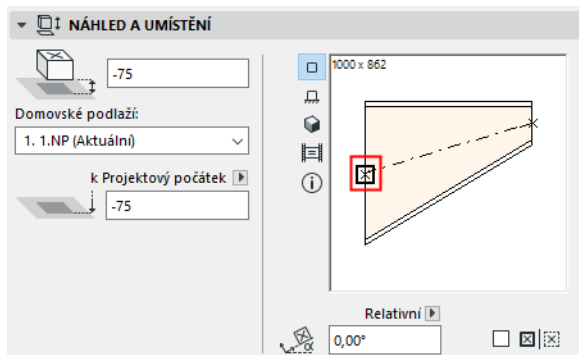 NÁHLED A UMÍSTĚNÍ
-75
Domovské podlaží:
1. 1.NP (Aktuální)
k Projektový počátek
-75
1000 x 862
Relativní
α
0,00°